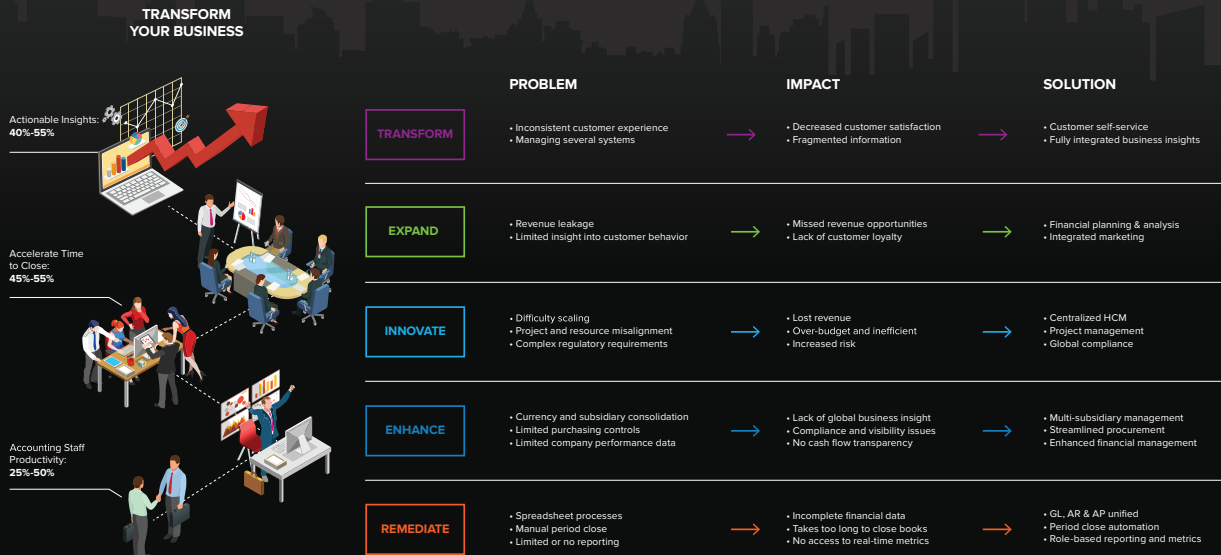 TRANSFORM
YOUR BUSINESS
Actionable Insights:
40%-55%
Accelerate Time
to Close:
45%-55%
Accounting Staff
Productivity:
25%-50%
PROBLEM
IMPACT
SOLUTION
TRANSFORM
• Inconsistent customer experience
• Managing several systems
• Decreased customer satisfaction
• Fragmented information
• Customer self-service
• Fully integrated business insights
EXPAND
• Revenue leakage
• Limited insight into customer behavior
• Missed revenue opportunities
• Lack of customer loyalty
• Financial planning & analysis
• Integrated marketing
INNOVATE
• Difficulty scaling
• Project and resource misalignment
• Complex regulatory requirements
• Lost revenue
• Over-budget and inefficient
• Increased risk
• Centralized HCM
• Project management
• Global compliance
ENHANCE
• Currency and subsidiary consolidation
• Limited purchasing controls
• Limited company performance data
• Lack of global business insight
• Compliance and visibility issues
• No cash flow transparency
• Multi-subsidiary management
• Streamlined procurement
• Enhanced financial management
REMEDIATE
• Spreadsheet processes
• Manual period close
• Limited or no reporting
• Incomplete financial data
• Takes too long to close books
• No access to real-time metrics
• GL, AR & AP unified
• Period close automation
• Role-based reporting and metrics